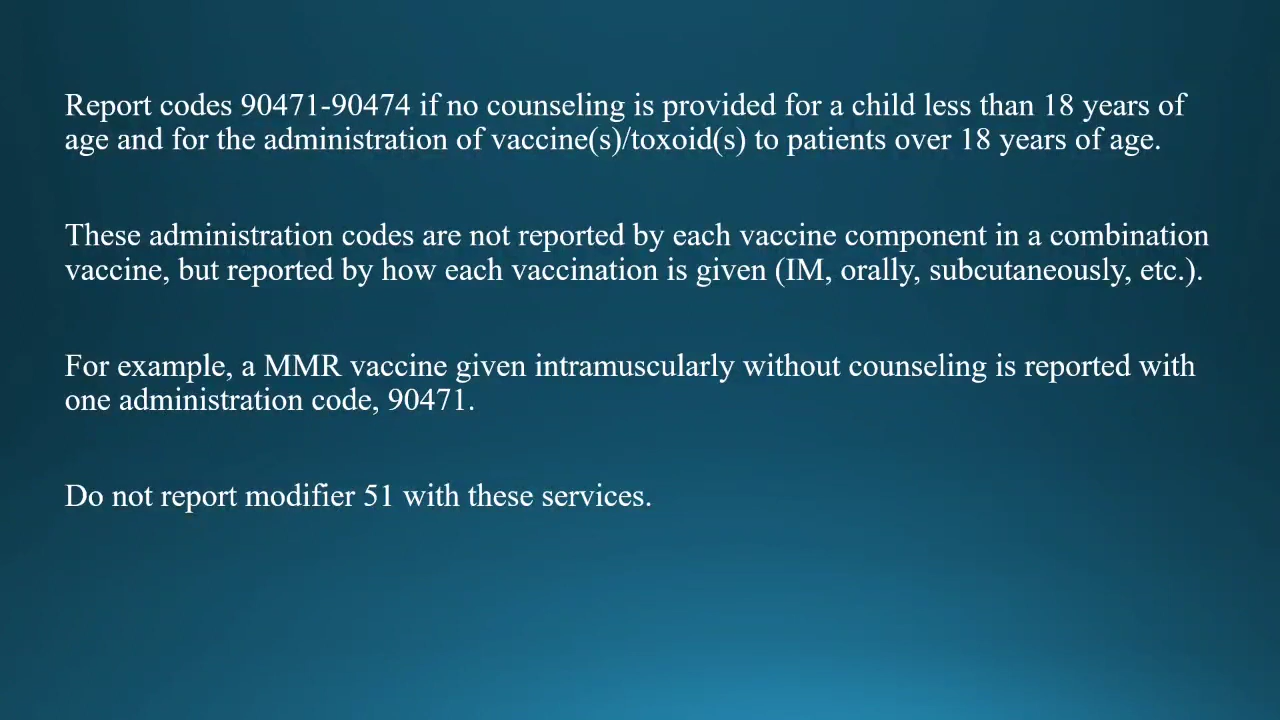 Report codes 90471-90474 if no counseling is provided for a child less than 18 years of
age and for the administration of vaccine(s)/toxoid(s) to patients over 18 years of age.
These administration codes are not reported by each vaccine component in a combination
vaccine, but reported by how each vaccination is given (IM, orally, subcutaneously, etc.).
For example, a MMR vaccine given intramuscularly without counseling is reported with
one administration code, 90471.
Do not report modifier 51 with these services.